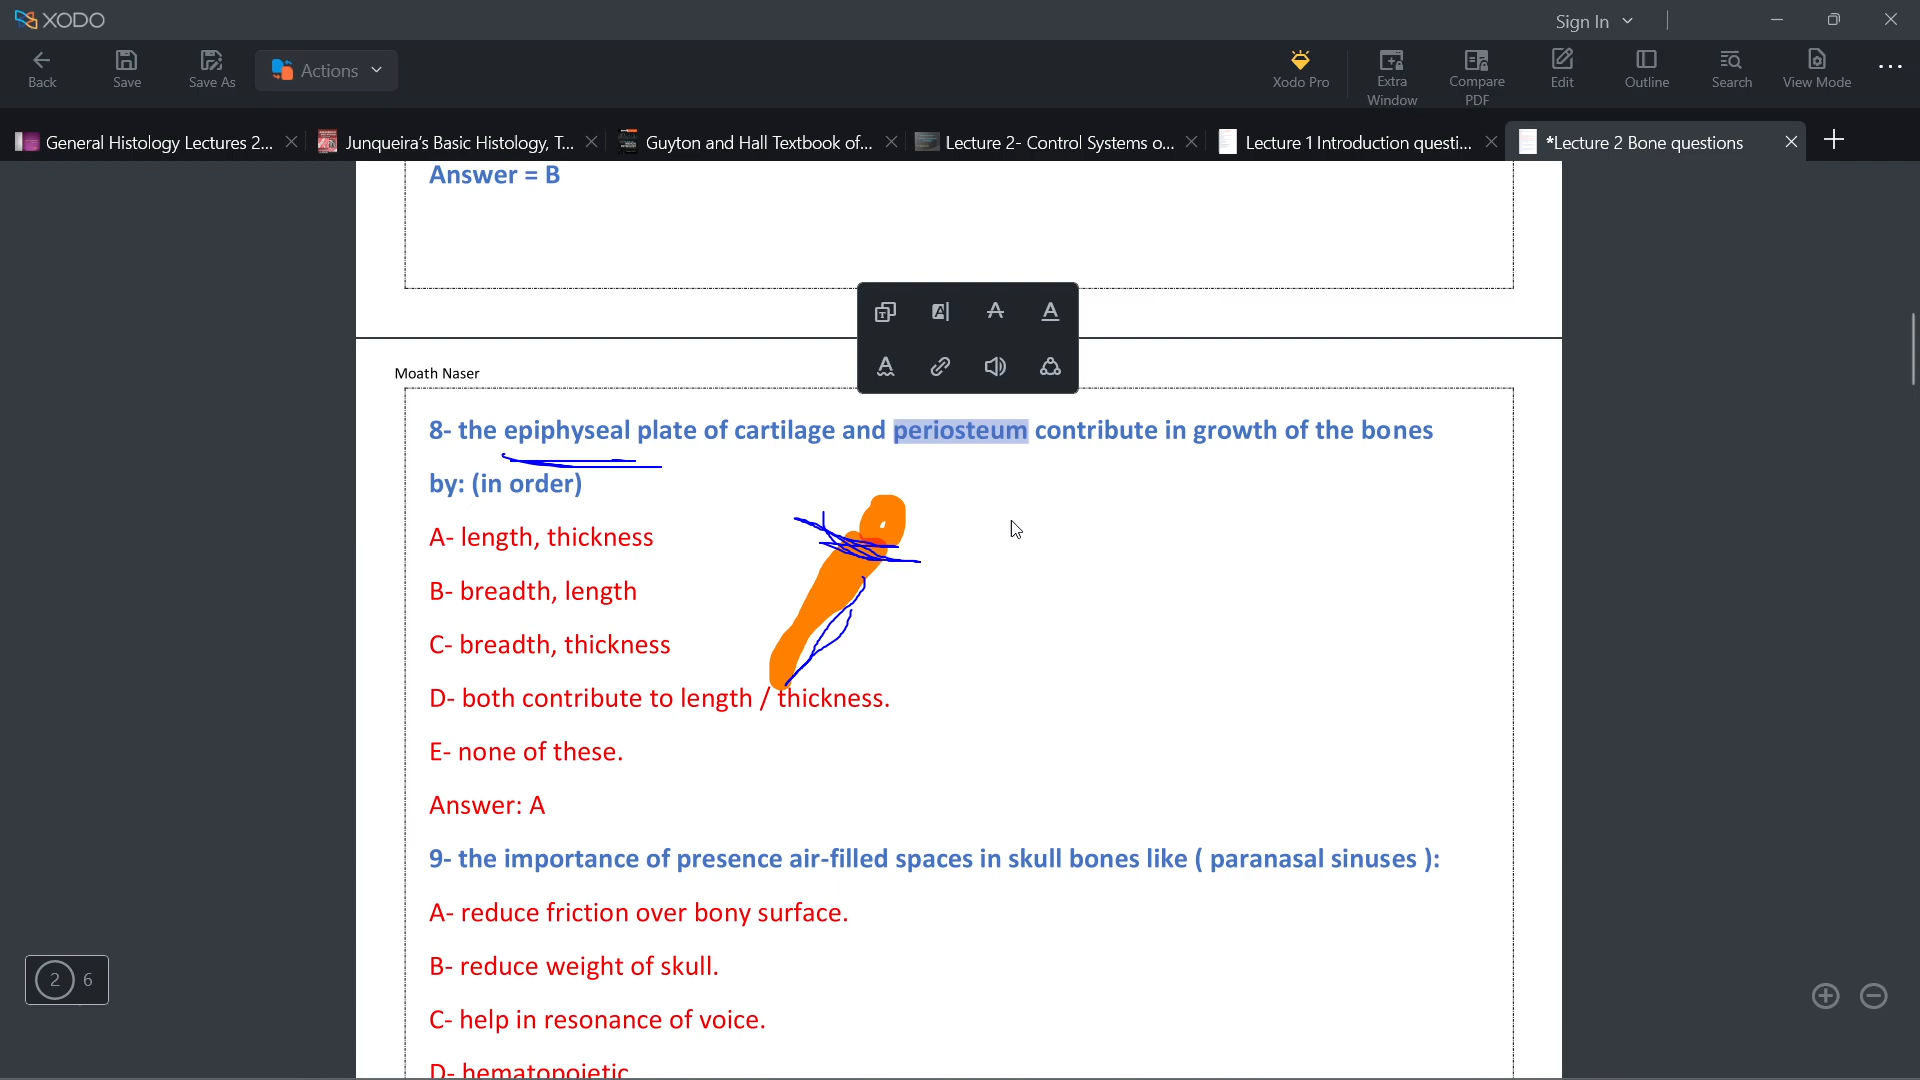 XODO
Sign In
Back
Save
Save As
Actions
Xodo Pro
Extra Window
Compare PDF
Edit
Outline
Search
View Mode
General Histology Lectures 2...
Junqueira's Basic Histology, T...
Guyton and Hall Textbook of...
Lecture 2- Control Systems o...
Lecture 1 Introduction questi...
*Lecture 2 Bone questions
Answer = B
Moath Naser
8- the epiphyseal plate of cartilage and periosteum contribute in growth of the bones
by: (in order)
A- length, thickness
B- breadth, length
C- breadth, thickness
D- both contribute to length / thickness.
E- none of these.
Answer: A
9- the importance of presence air-filled spaces in skull bones like ( paranasal sinuses ):
A- reduce friction over bony surface.
B- reduce weight of skull.
C- help in resonance of voice.
D- hematopoietic
2 6